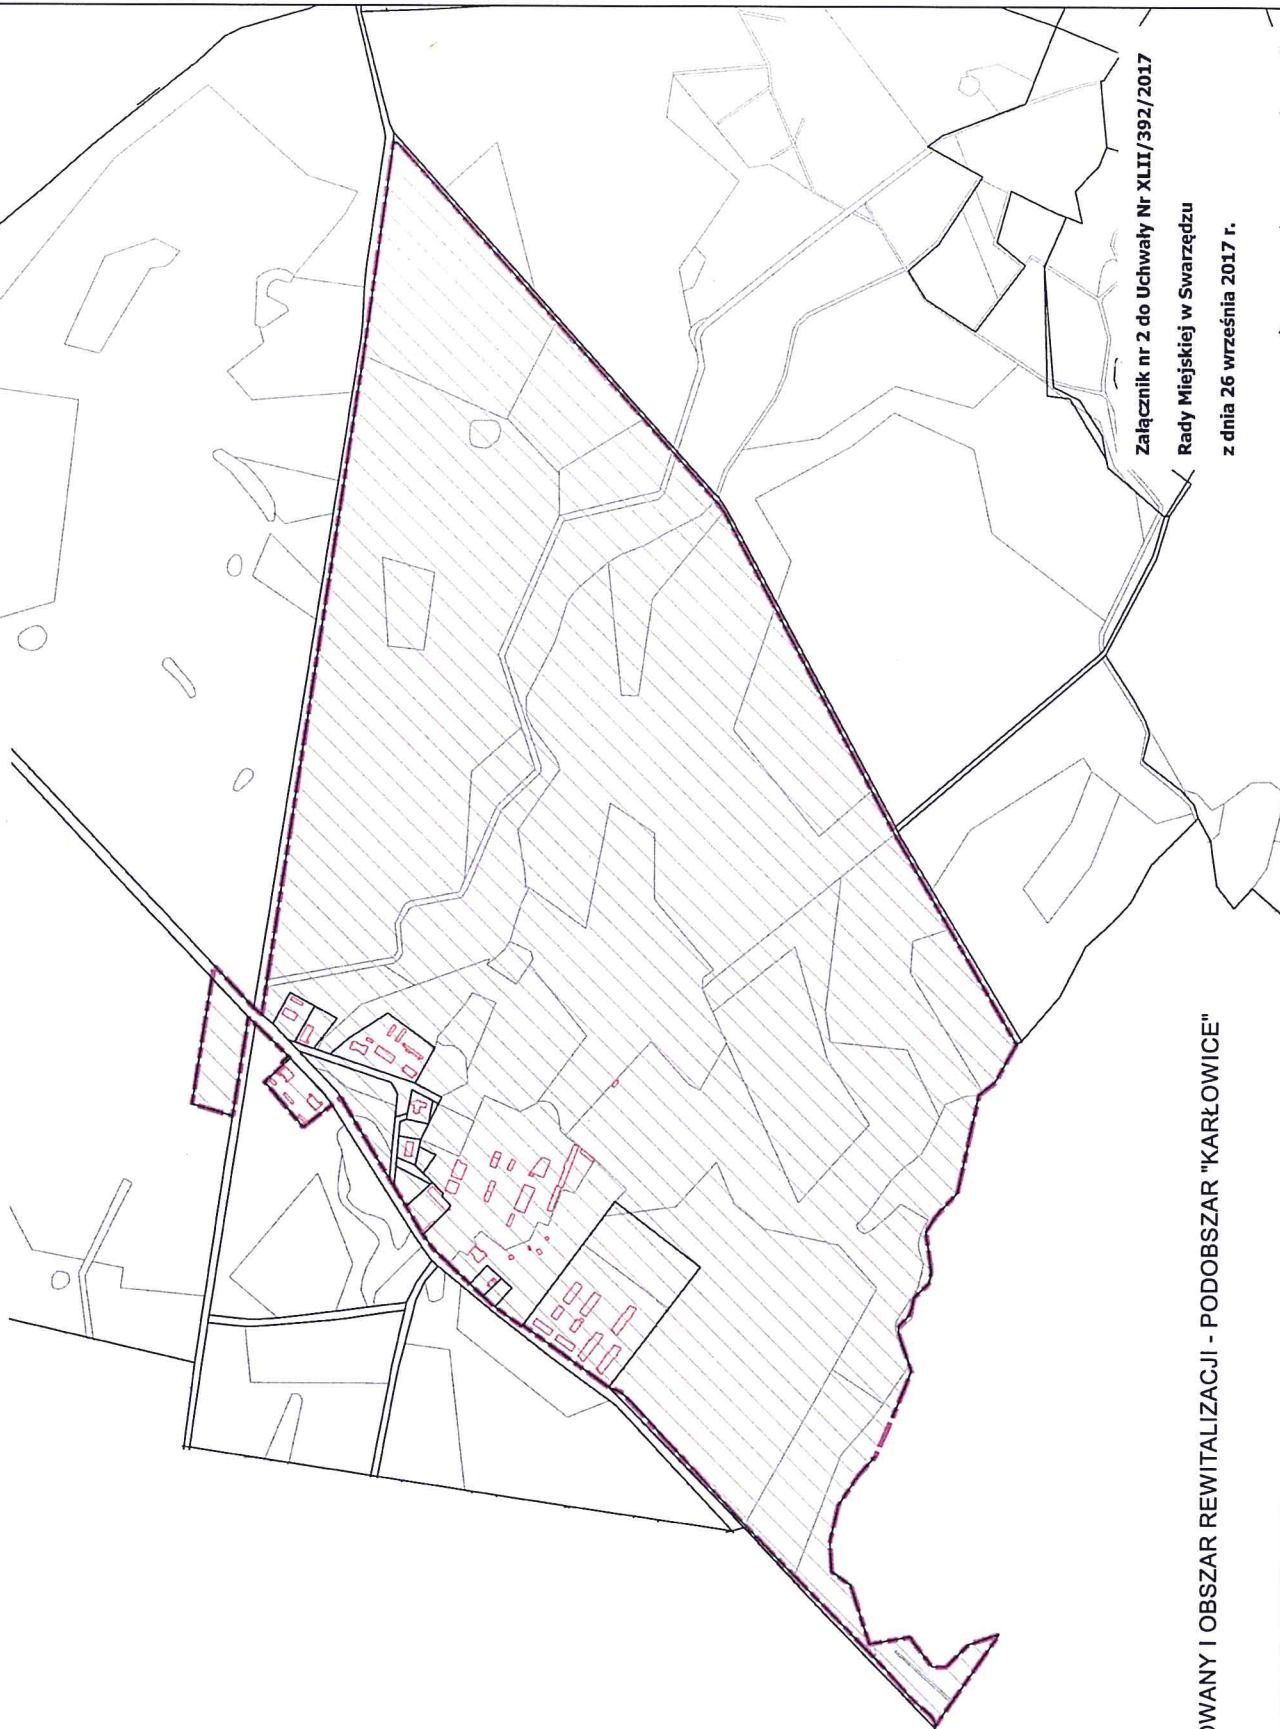 Załącznik nr 2 do Uchwały Nr XLII/392/2017
Rady Miejskiej w Swarzędzu
z dnia 26 września 2017 r.
I OBSZAR REWITALIZACJI - PODOBSZAR "KARŁOWICE"